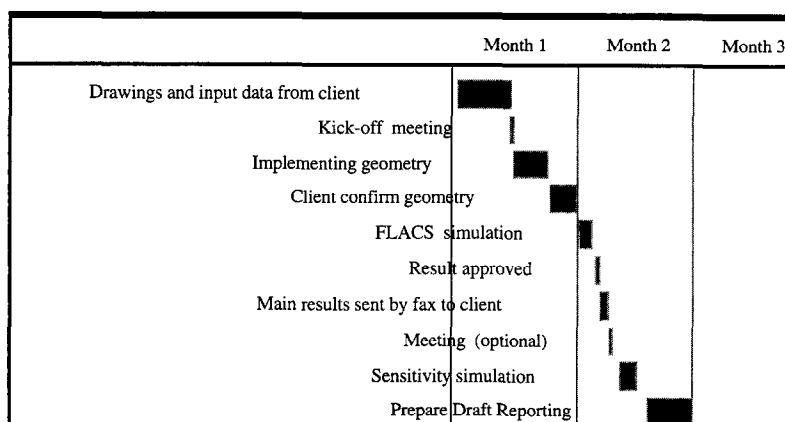 Month 1 Month 2 Month 3
Drawings and input data from client
Kick-off meeting
Implementing geometry
Client confirm geometry
FLACS simulation
Result approved
Main results sent by fax to client
Meeting (optional)
Sensitivity simulation
Prepare Draft Reporting